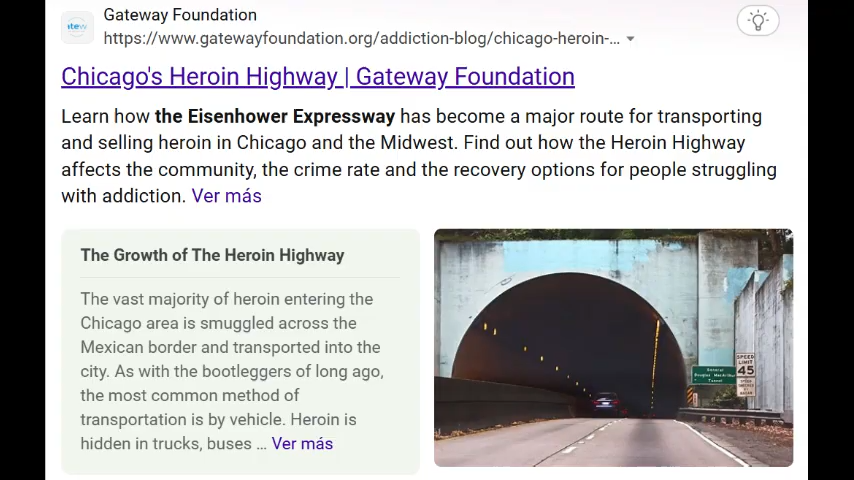 Gateway Foundation
https://www.gatewayfoundation.org/addiction-blog/chicago-heroin-...
Chicago's Heroin Highway | Gateway Foundation
Learn how the Eisenhower Expressway has become a major route for transporting
and selling heroin in Chicago and the Midwest. Find out how the Heroin Highway
affects the community, the crime rate and the recovery options for people struggling
with addiction. Ver más
The Growth of The Heroin Highway
The vast majority of heroin entering the
Chicago area is smuggled across the
Mexican border and transported into the
city. As with the bootleggers of long ago,
the most common method of
transportation is by vehicle. Heroin is
hidden in trucks, buses ... Ver más
SPEED
LIMIT
45
General
Douglas MacArthur
Tunnel